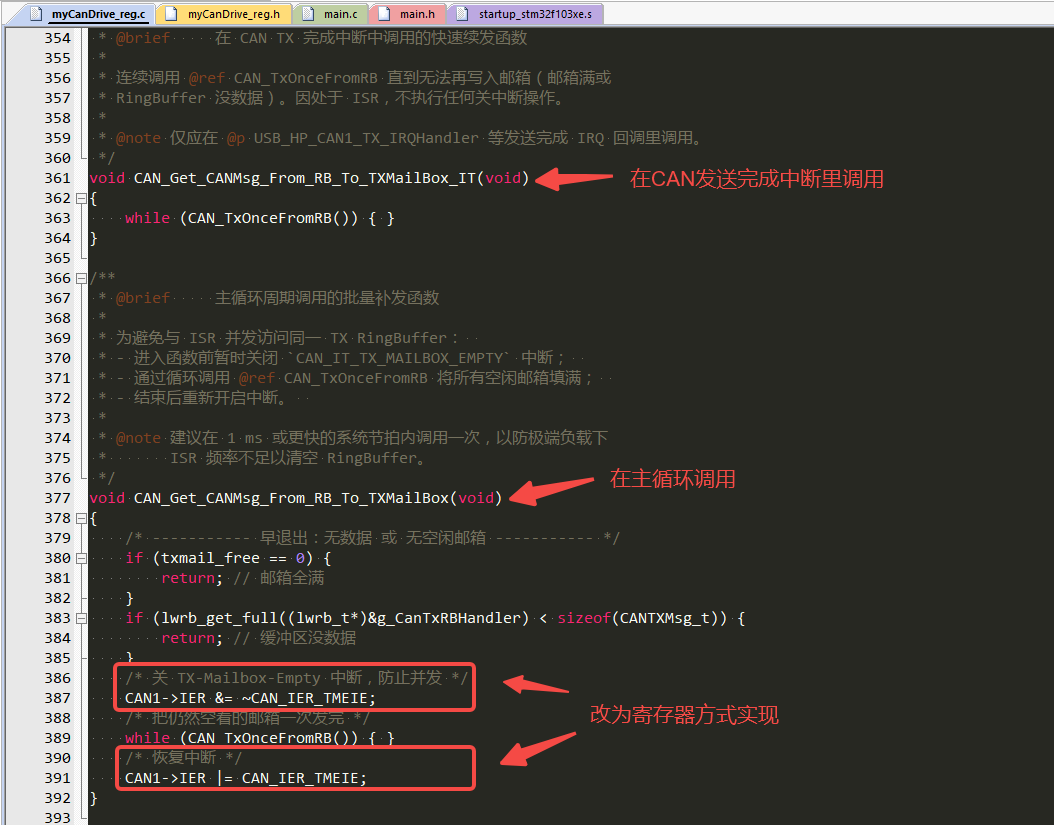 myCanDrive_reg.c
myCanDrive_reg.h
main.c
main.h
startup_stm32f103xe.s
354 * @brief 在 CAN TX 完成中断中调用的快速续发函数
355 *
356 * 连续调用 @ref CAN_TxOnceFromRB 直到无法再写入邮箱（邮箱满或
357 * RingBuffer 没数据）。因处于 ISR，不执行任何关中断操作。
358 *
359 * @note 仅应在 @p USB_HP_CAN1_TX_IRQHandler 等发送完成 IRQ 回调里调用。
360 */
361 void CAN_Get_CANMsg_From_RB_To_TXMailBox_IT(void) 在CAN发送完成中断里调用
362 {
363 while (CAN_TxOnceFromRB()) { }
364 }
365
366 /**
367 * @brief 主循环周期调用的批量补发函数
368 *
369 * 为避免与 ISR 并发访问同一 TX RingBuffer：
370 * - 进入函数前暂时关闭 `CAN_IT_TX_MAILBOX_EMPTY` 中断；
371 * - 通过循环调用 @ref CAN_TxOnceFromRB 将所有空闲邮箱填满；
372 * - 结束后重新开启中断。
373 *
374 * @note 建议在 1 ms 或更快的系统节拍内调用一次，以防极端负载下
375 * ISR 频率不足以清空 RingBuffer。
376 */
377 void CAN_Get_CANMsg_From_RB_To_TXMailBox(void) 在主循环调用
378 {
379 /* ----------- 早退出：无数据 或 无空闲邮箱 ----------- */
380 if (txmail_free == 0) {
381 return; // 邮箱全满
382 }
383 if (lwrb_get_full((lwrb_t*)&g_CanTxRBHandler) < sizeof(CANTXMsg_t)) {
384 return; // 缓冲区没数据
385 }
386 /* 关 TX-Mailbox-Empty 中断，防止并发 */
387 CAN1->IER &= ~CAN_IER_TMEIE;
改为寄存器方式实现
388 /* 把仍然空着的邮箱一次发完 */
389 while (CAN_TxOnceFromRB()) { }
390 /* 恢复中断 */
391 CAN1->IER |= CAN_IER_TMEIE;
392 }
393